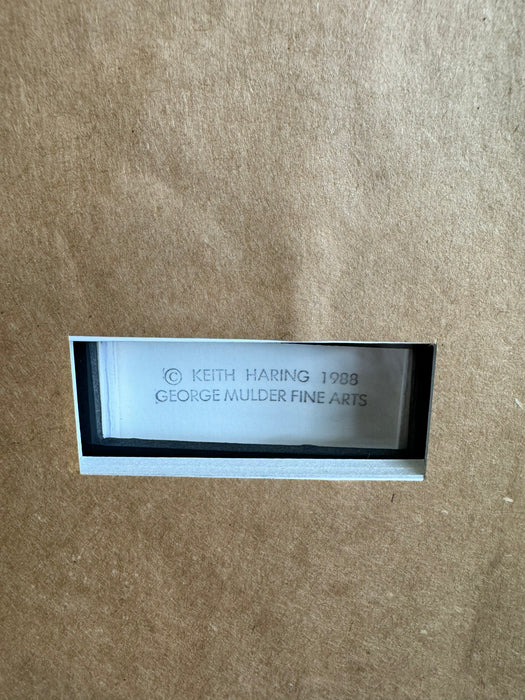 © KEITH HARING 1988
GEORGE MULDER FINE ARTS